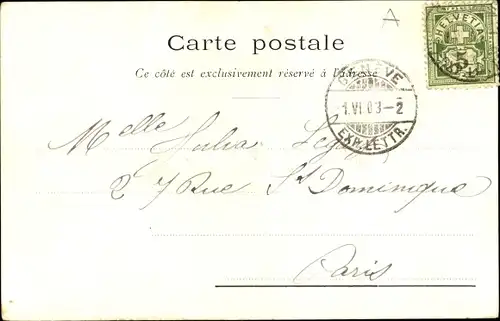 A
HELVETIA
Carte postale
Ce côté est exclusivement réservé à l'adresse
GENÈVE
1.VI.03–2
EXP. LETTR.
Melle Julia
27 Rue St Dominique
Paris